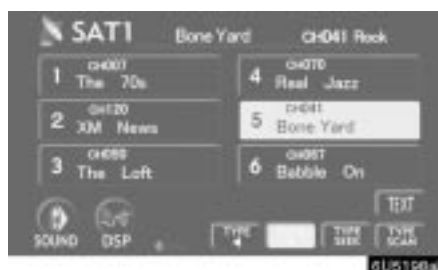 SAT1 Bone Yard CH041 Rock
CH007
1 The 70s
CH070
4 Real Jazz
CH120
2 XM News
CH041
5 Bone Yard
CH050
3 The Loft
CH067
6 Babble On
TEXT
SOUND DSP TYPE TYPE SEEK TYPE SCAN
6U5198a